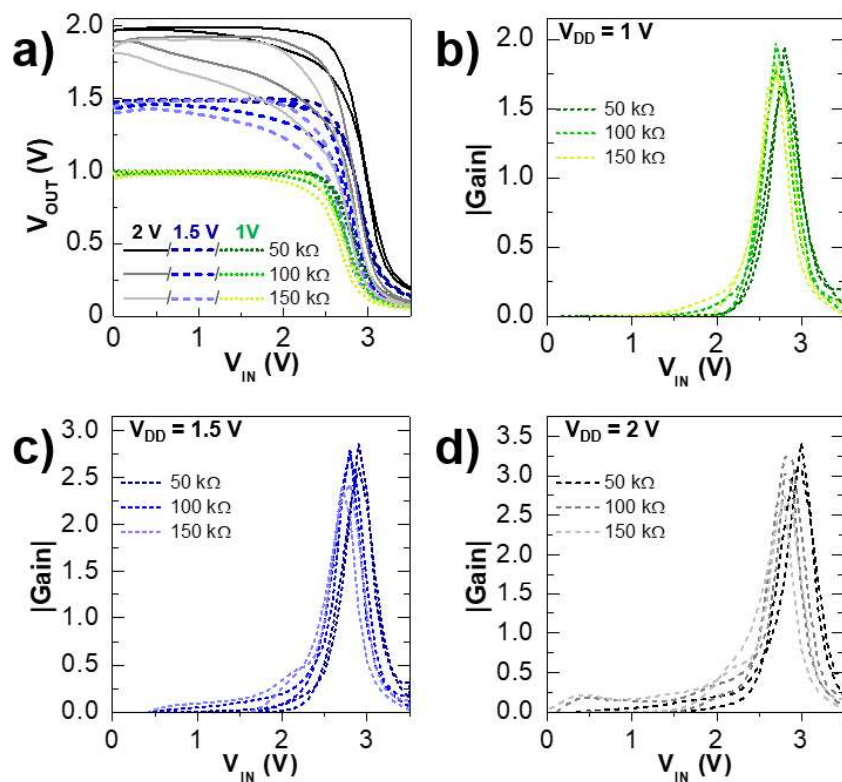 a)
2.0
1.5
1.0
0.5
0
V_OUT (V)
2 V / 1.5 V / 1V
50 kΩ
100 kΩ
150 kΩ
0 1 2 3
V_IN (V)
b)
V_DD = 1 V
2.0
1.5
1.0
0.5
0.0
|Gain|
50 kΩ
100 kΩ
150 kΩ
0 1 2 3
V_IN (V)
c)
V_DD = 1.5 V
3.0
2.5
2.0
1.5
1.0
0.5
0.0
|Gain|
50 kΩ
100 kΩ
150 kΩ
0 1 2 3
V_IN (V)
d)
V_DD = 2 V
3.5
3.0
2.5
2.0
1.5
1.0
0.5
0.0
|Gain|
50 kΩ
100 kΩ
150 kΩ
0 1 2 3
V_IN (V)